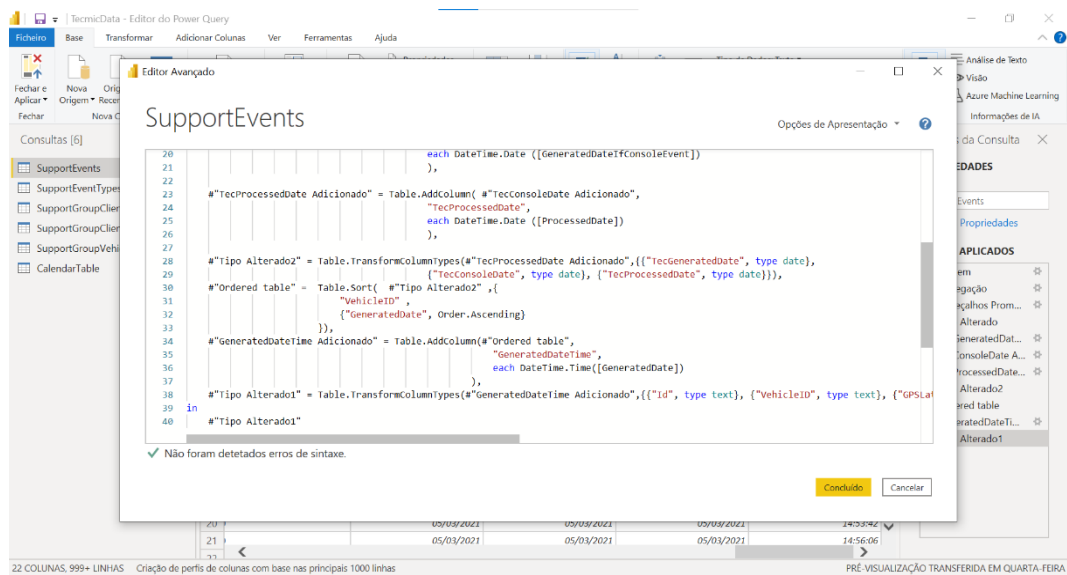 TecmicData - Editor do Power Query
Ficheiro Base Transformar Adicionar Colunas Ver Ferramentas Ajuda
Fechar e Aplicar
Nova Origem
Fechar
Análise de Texto
Visão
Azure Machine Learning
Informações de IA
Consultas [6]
SupportEvents
SupportEventTypes
SupportGroupClien
SupportGroupClien
SupportGroupVehi
CalendarTable
Editor Avançado
SupportEvents
Opções de Apresentação
20 each DateTime.Date ([GeneratedDateIfConsoleEvent])
21 ),
22
23 #"TecProcessedDate Adicionado" = Table.AddColumn( #"TecConsoleDate Adicionado",
24 "TecProcessedDate",
25 each DateTime.Date ([ProcessedDate])
26 ),
27
28 #"Tipo Alterado2" = Table.TransformColumnTypes(#"TecProcessedDate Adicionado",{{"TecGeneratedDate", type date},
29 {"TecConsoleDate", type date}, {"TecProcessedDate", type date}}),
30 #"Ordered table" = Table.Sort( #"Tipo Alterado2" ,{
31 "VehicleID" ,
32 {"GeneratedDate", Order.Ascending}
33 }),
34 #"GeneratedDateTime Adicionado" = Table.AddColumn(#"Ordered table",
35 "GeneratedDateTime",
36 each DateTime.Time([GeneratedDate])
37 ),
38 #"Tipo Alterado1" = Table.TransformColumnTypes(#"GeneratedDateTime Adicionado",{{"Id", type text}, {"VehicleID", type text}, {"GPSLat
39 in
40 #"Tipo Alterado1"
Não foram detetados erros de sintaxe.
Concluído Cancelar
da Consulta
EDADES
Events
Propriedades
APLICADOS
em
egação
eçalhos Prom...
Alterado
GeneratedDat...
ConsoleDate A...
ProcessedDate...
Alterado2
ered table
eratedDateTi...
Alterado1
20 05/03/2021 05/03/2021 05/03/2021 14:53:42
21 05/03/2021 05/03/2021 05/03/2021 14:56:06
22 COLUNAS, 999+ LINHAS Criação de perfis de colunas com base nas principais 1000 linhas
PRÉ-VISUALIZAÇÃO TRANSFERIDA EM QUARTA-FEIRA